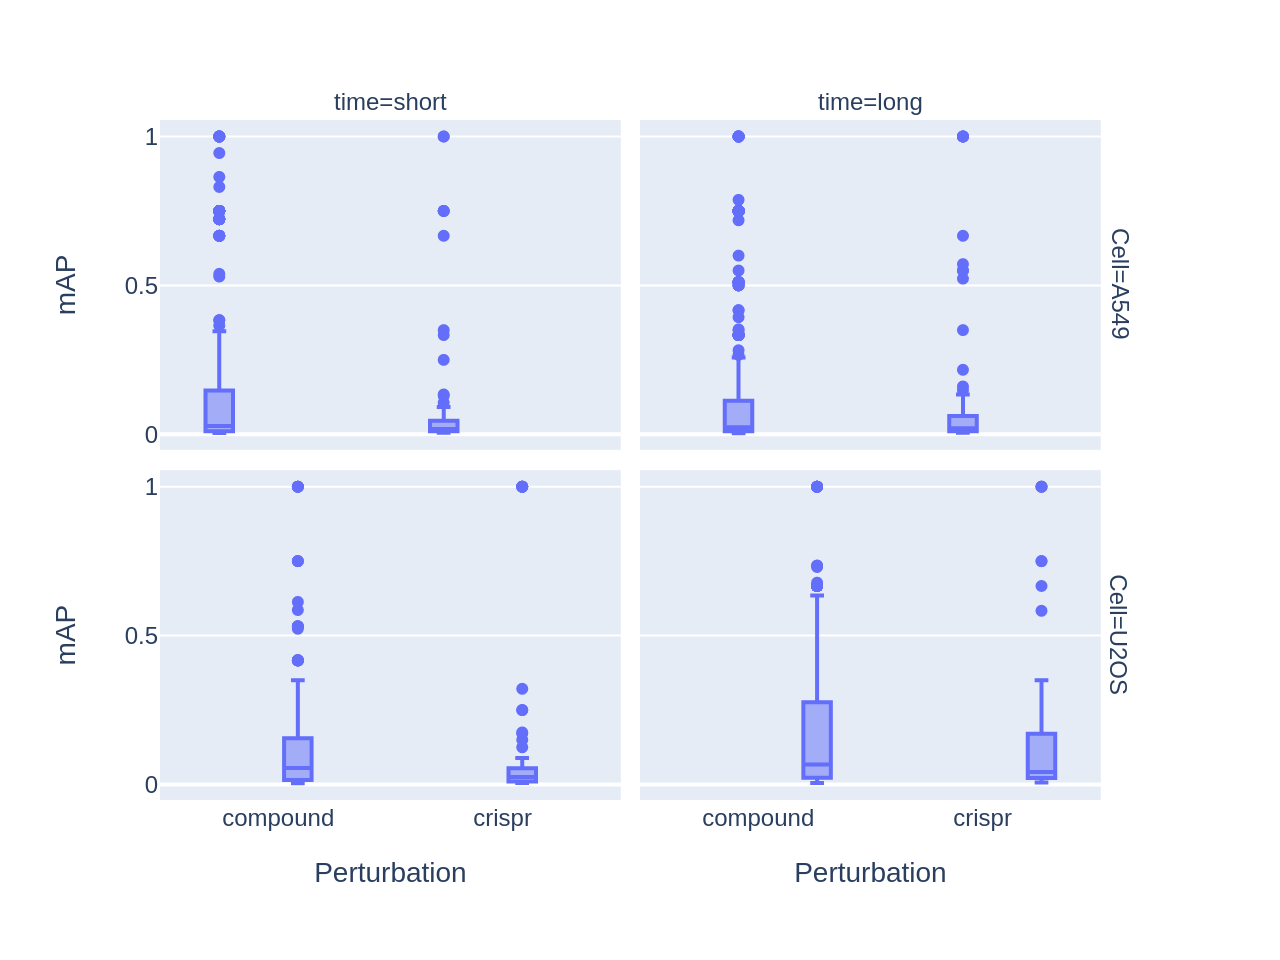 time=short
time=long
1
0.5
0
mAP
Cell=A549
1
0.5
0
mAP
Cell=U2OS
compound
crispr
compound
crispr
Perturbation
Perturbation